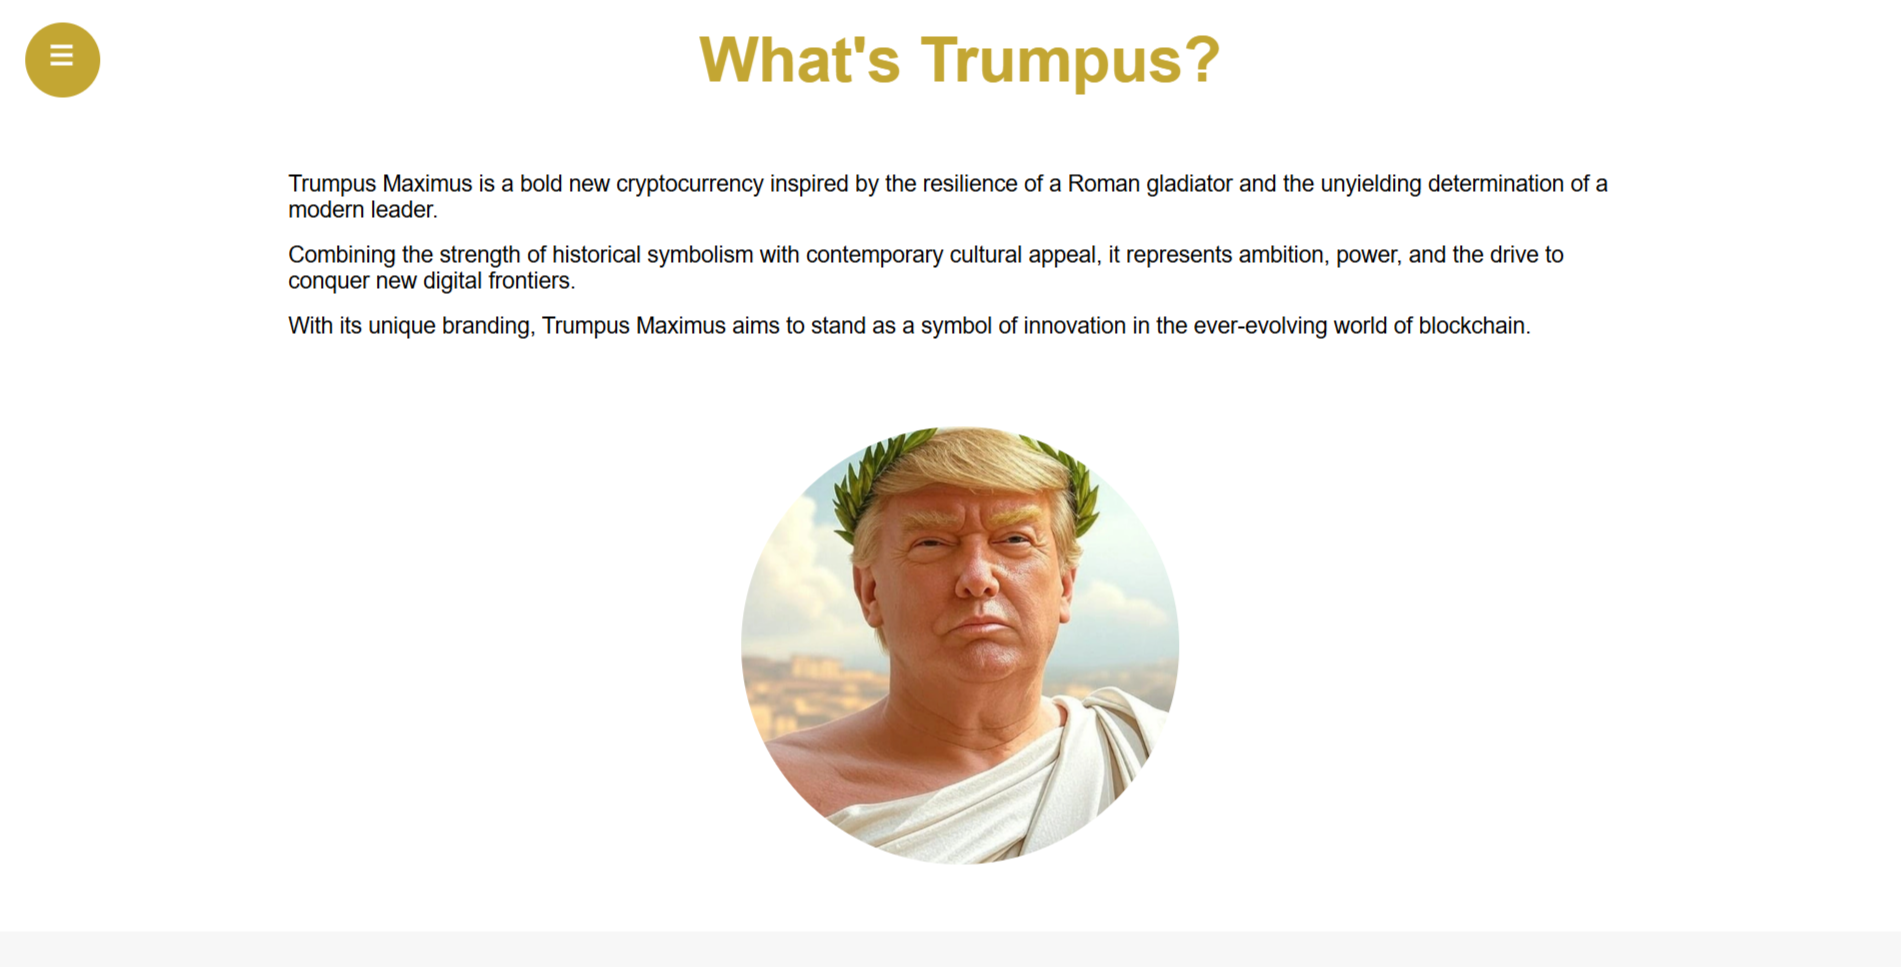 What's Trumpus?
Trumpus Maximus is a bold new cryptocurrency inspired by the resilience of a Roman gladiator and the unyielding determination of a
modern leader.
Combining the strength of historical symbolism with contemporary cultural appeal, it represents ambition, power, and the drive to
conquer new digital frontiers.
With its unique branding, Trumpus Maximus aims to stand as a symbol of innovation in the ever-evolving world of blockchain.